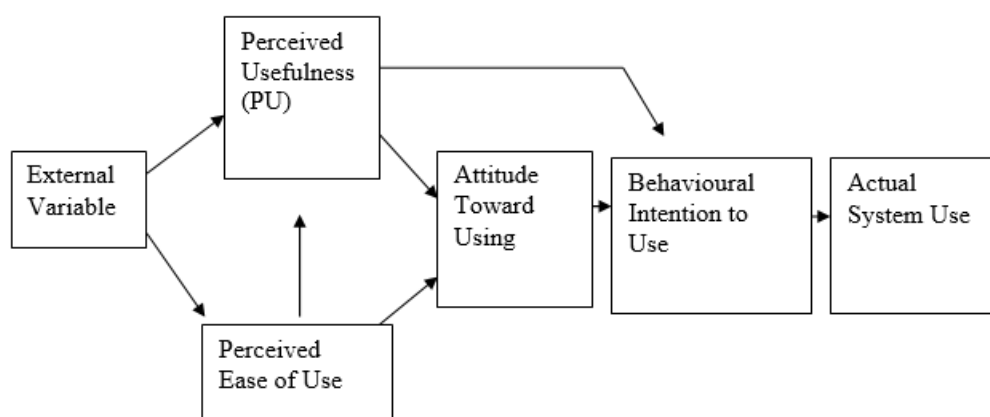 Perceived
Usefulness
(PU)
External
Variable
Attitude
Toward
Using
Behavioural
Intention to
Use
Actual
System Use
Perceived
Ease of Use